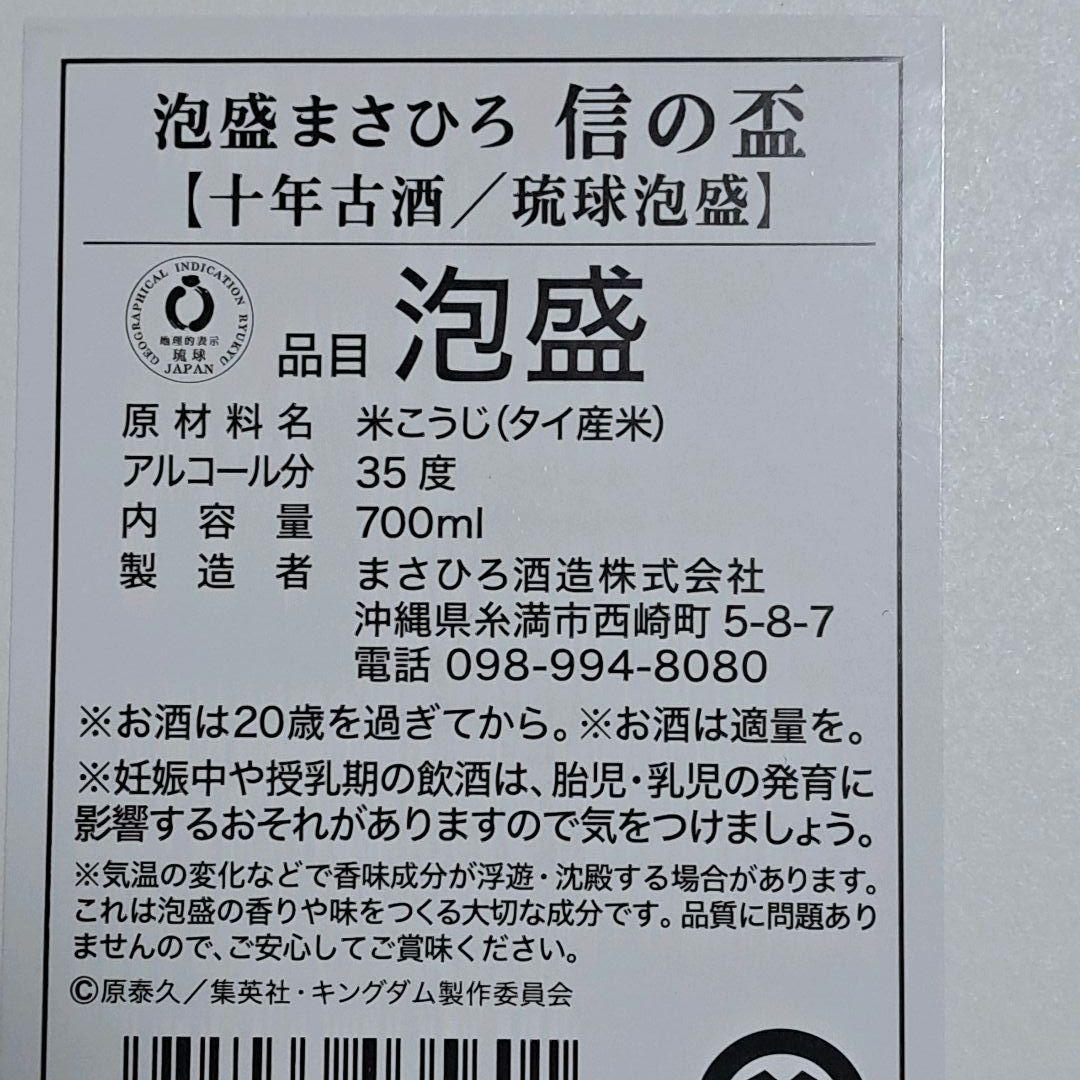 泡盛まさひろ 信の盃
【十年古酒／琉球泡盛】
GEOGRAPHICAL INDICATION RYUKYU
地理的表示
琉球
JAPAN
品目 泡盛
原材料名 米こうじ(タイ産米)
アルコール分 35度
内容量 700ml
製造者 まさひろ酒造株式会社
沖縄県糸満市西崎町 5-8-7
電話 098-994-8080
※お酒は20歳を過ぎてから。※お酒は適量を。
※妊娠中や授乳期の飲酒は、胎児・乳児の発育に
影響するおそれがありますので気をつけましょう。
※気温の変化などで香味成分が浮遊・沈殿する場合があります。
これは泡盛の香りや味をつくる大切な成分です。品質に問題あり
ませんので、ご安心してご賞味ください。
©原泰久／集英社・キングダム製作委員会